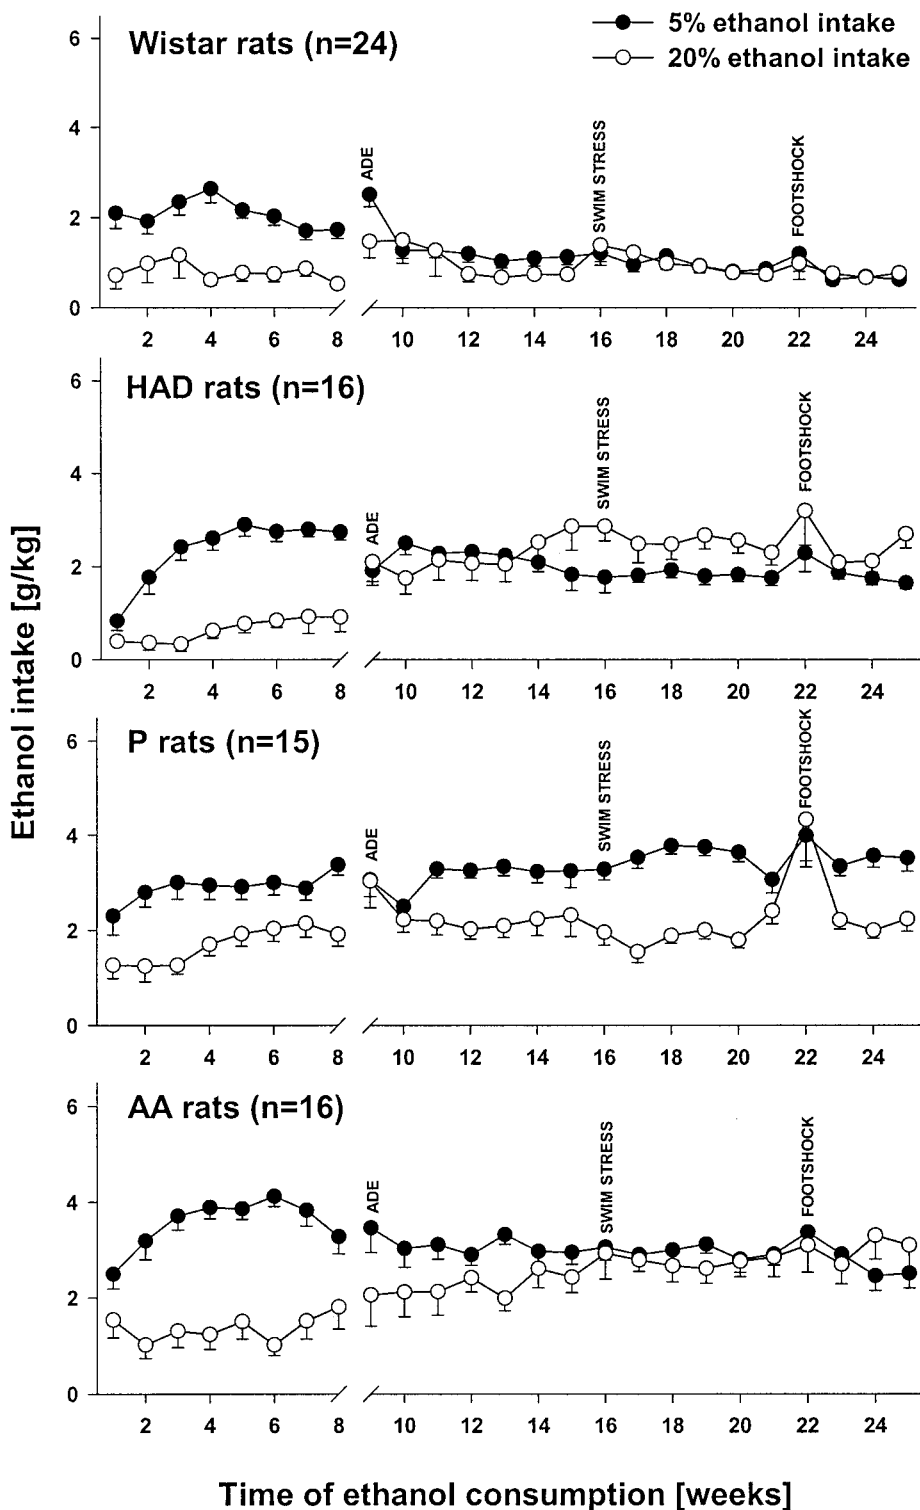 5% ethanol intake
20% ethanol intake
Wistar rats (n=24)
6
4
2
0
ADE
SWIM STRESS
FOOTSHOCK
2 4 6 8 10 12 14 16 18 20 22 24
HAD rats (n=16)
6
4
2
0
ADE
SWIM STRESS
FOOTSHOCK
2 4 6 8 10 12 14 16 18 20 22 24
P rats (n=15)
6
4
2
0
ADE
SWIM STRESS
FOOTSHOCK
2 4 6 8 10 12 14 16 18 20 22 24
AA rats (n=16)
6
4
2
0
ADE
SWIM STRESS
FOOTSHOCK
2 4 6 8 10 12 14 16 18 20 22 24
Ethanol intake [g/kg]
Time of ethanol consumption [weeks]